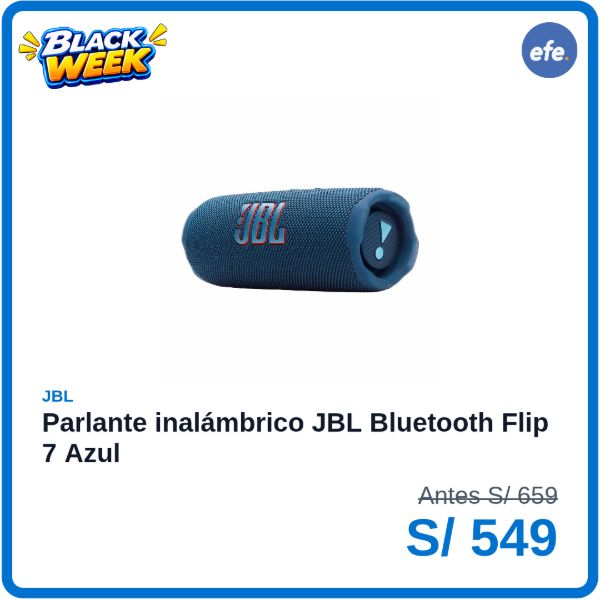 BLACK
WEEK
efe.
JBL
JBL
Parlante inalámbrico JBL Bluetooth Flip
7 Azul
Antes S/ 659
S/ 549